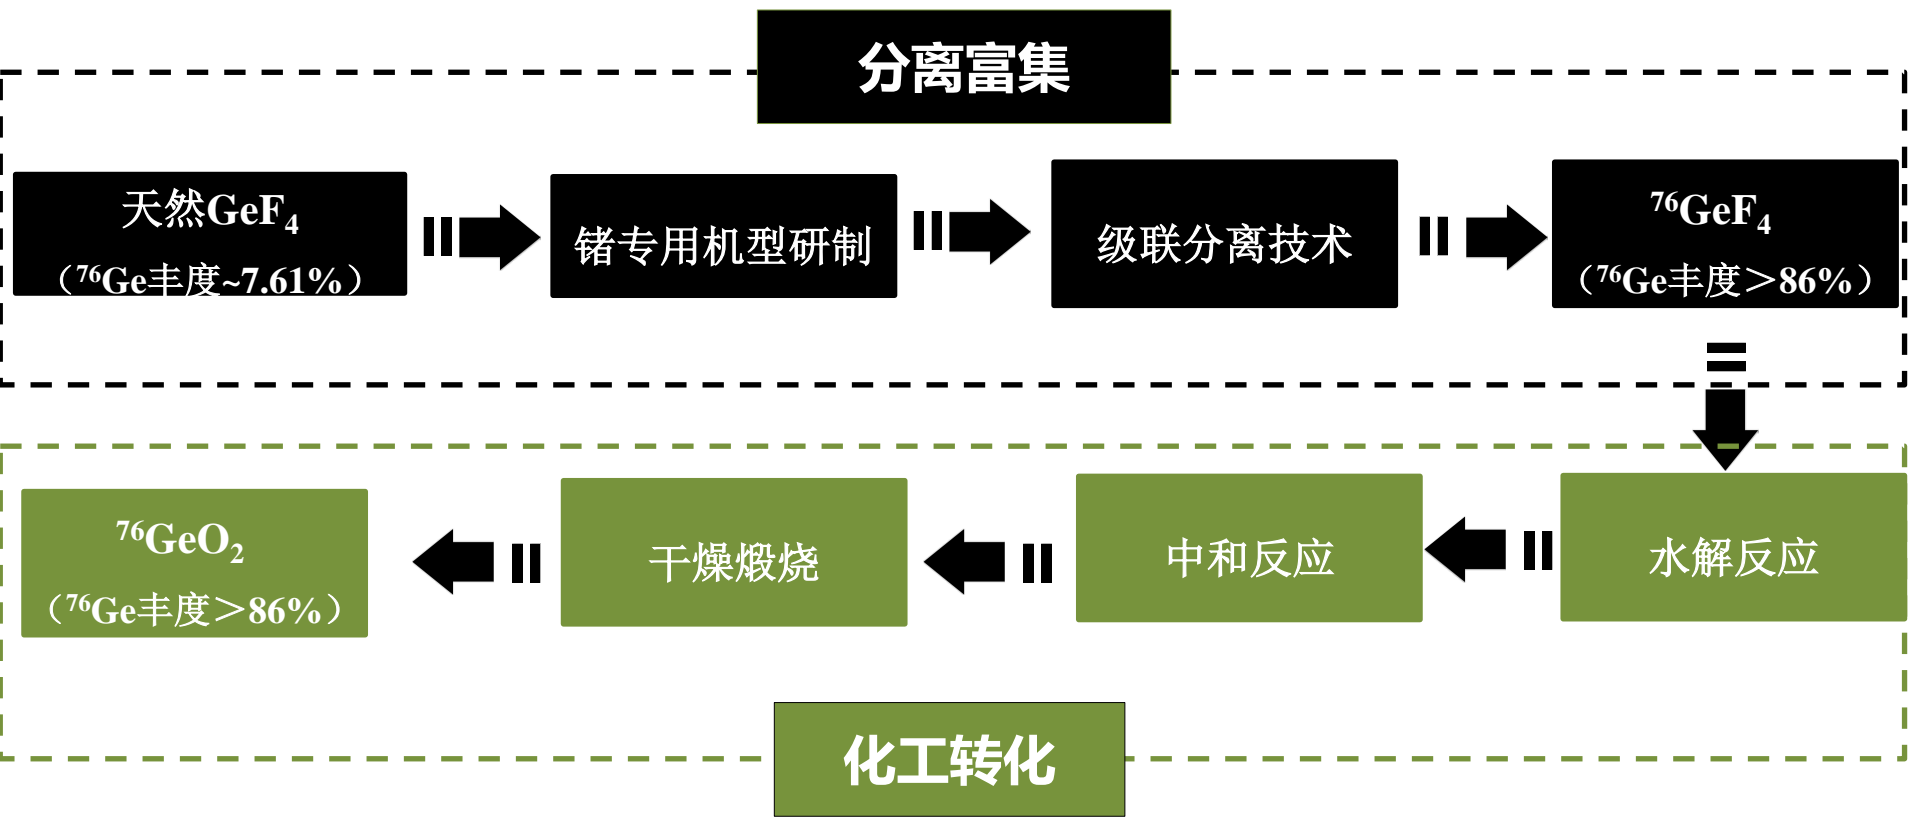 分离富集
天然GeF₄
（⁷⁶Ge丰度~7.61%）
锗专用机型研制
级联分离技术
⁷⁶GeF₄
（⁷⁶Ge丰度＞86%）
水解反应
中和反应
干燥煅烧
⁷⁶GeO₂
（⁷⁶Ge丰度＞86%）
化工转化